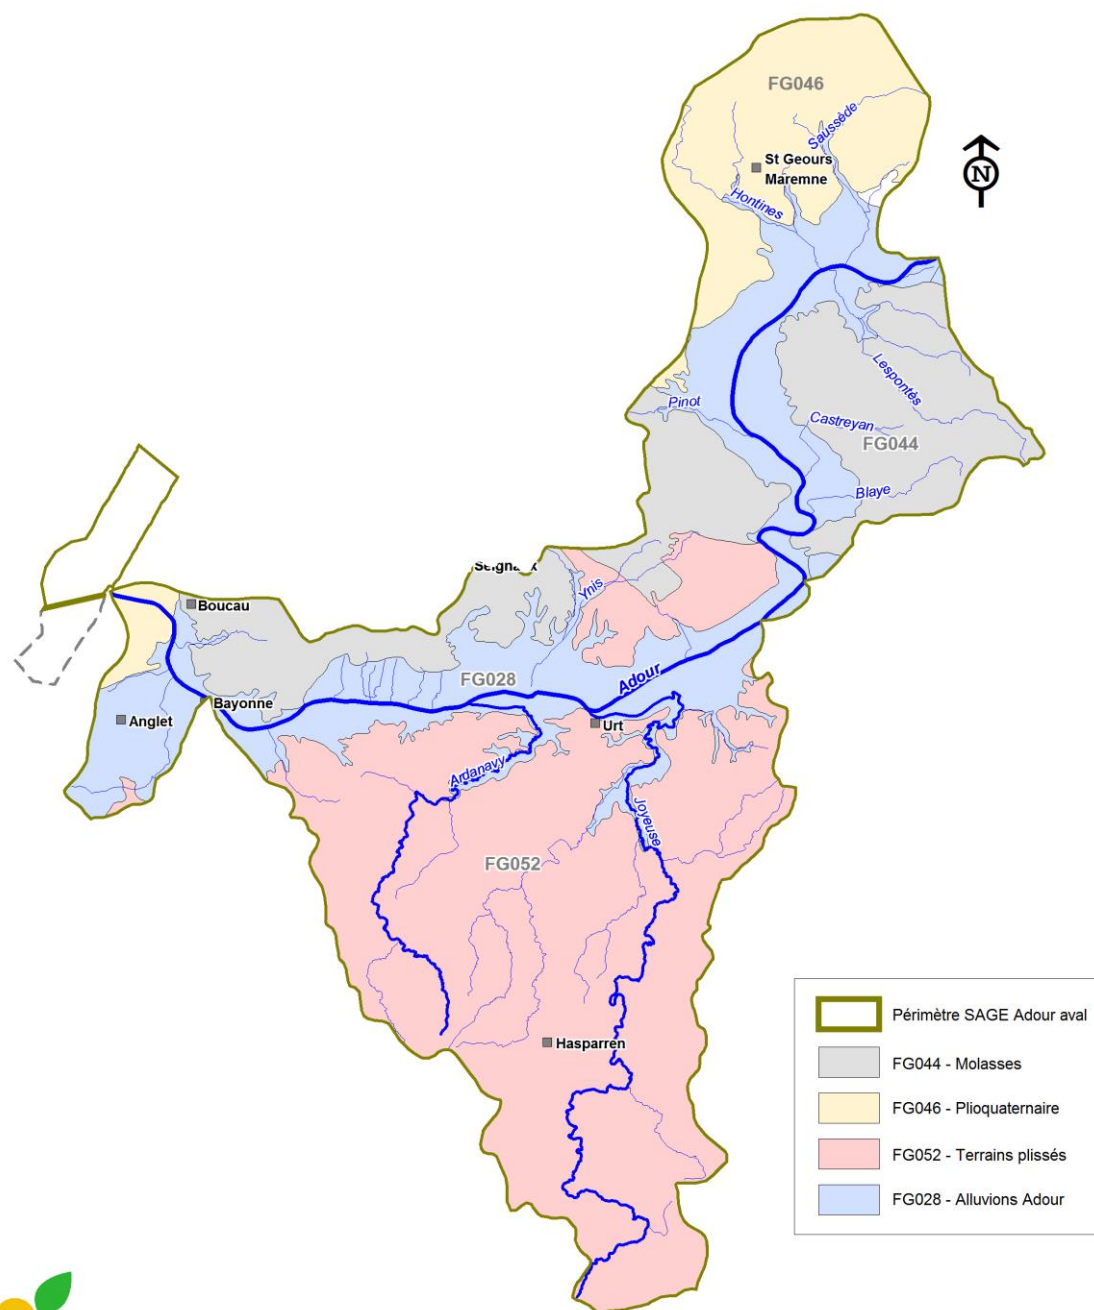 FG046
Saussède
St Geours
Maremne
N
Hontines
Lespontès
Pinot
Castreyan
FG044
Blaye
Ynis
Boucau
Adour
FG028
Bayonne
Anglet
Urt
Ardanavy
Joyeuse
FG052
Hasparren
Périmètre SAGE Adour aval
FG044 - Molasses
FG046 - Plioquaternaire
FG052 - Terrains plissés
FG028 - Alluvions Adour